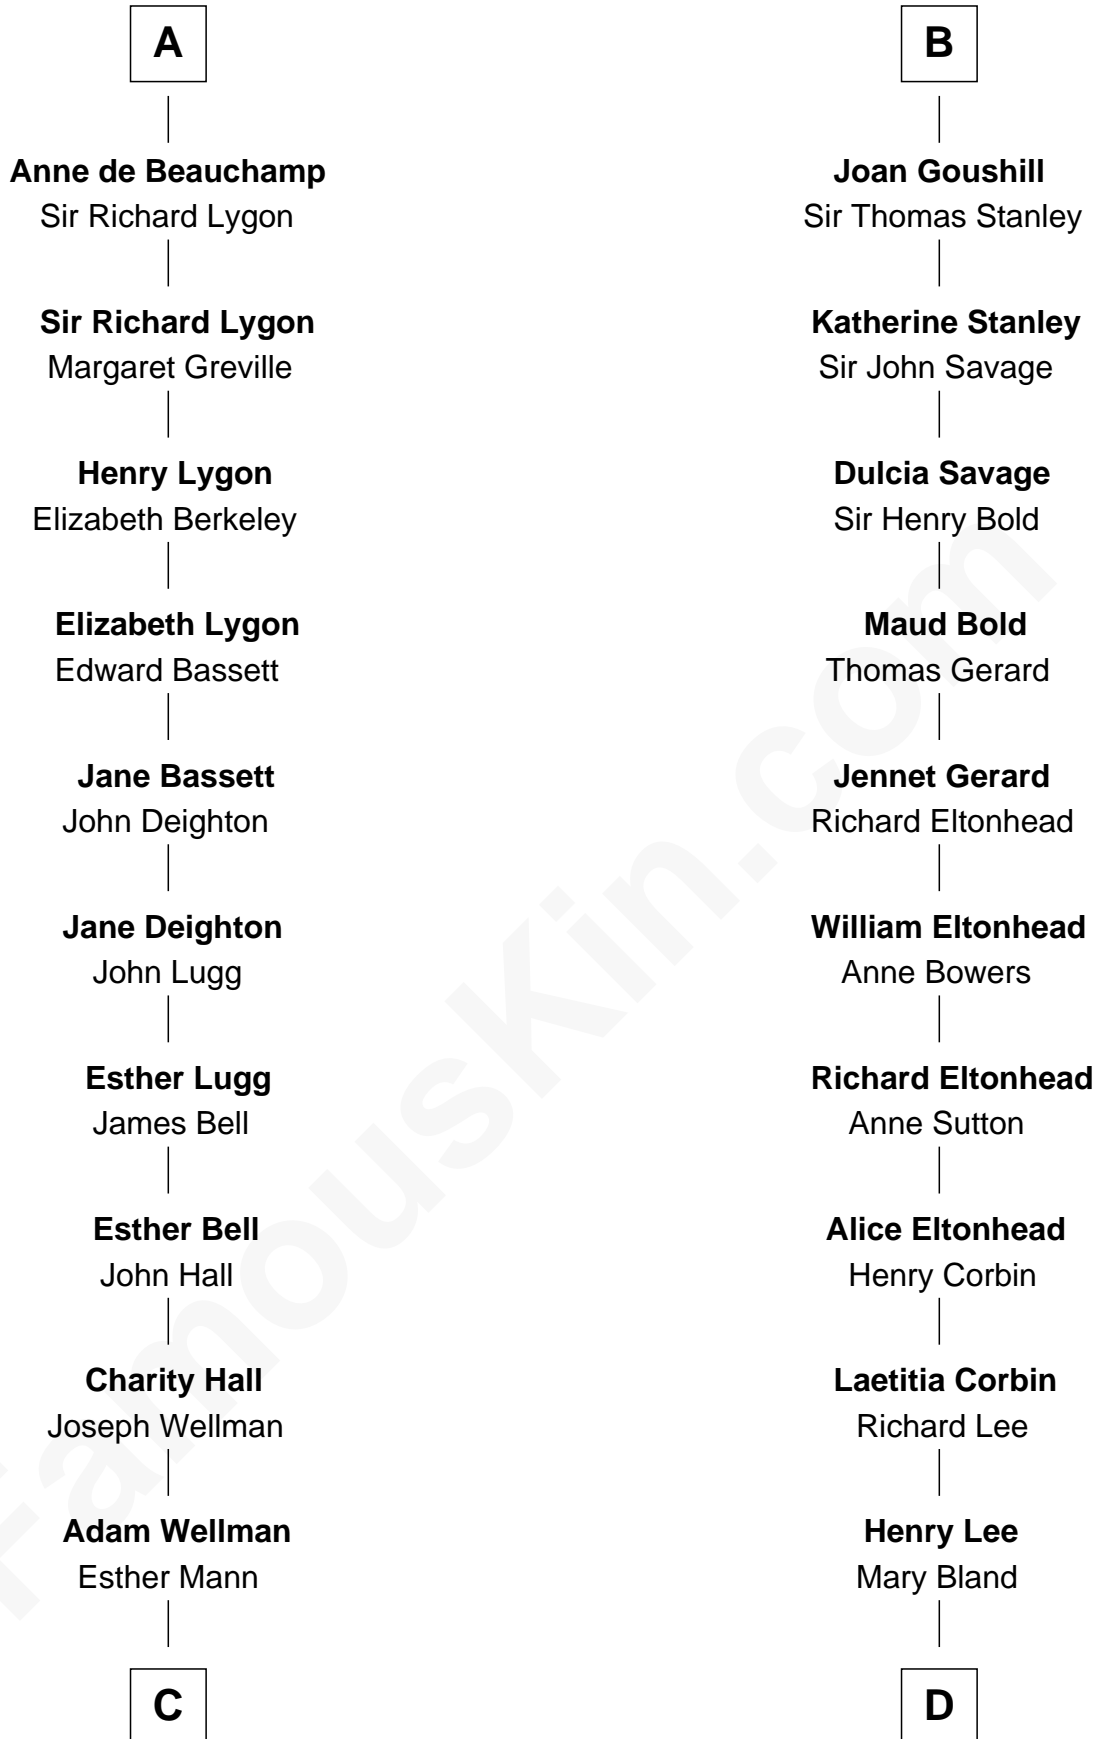 A
Anne de Beauchamp
Sir Richard Lygon
Sir Richard Lygon
Margaret Greville
Henry Lygon
Elizabeth Berkeley
Elizabeth Lygon
Edward Bassett
Jane Bassett
John Deighton
Jane Deighton
John Lugg
Esther Lugg
James Bell
Esther Bell
John Hall
Charity Hall
Joseph Wellman
Adam Wellman
Esther Mann
C
B
Joan Goushill
Sir Thomas Stanley
Katherine Stanley
Sir John Savage
Dulcia Savage
Sir Henry Bold
Maud Bold
Thomas Gerard
Jennet Gerard
Richard Eltonhead
William Eltonhead
Anne Bowers
Richard Eltonhead
Anne Sutton
Alice Eltonhead
Henry Corbin
Laetitia Corbin
Richard Lee
Henry Lee
Mary Bland
D
FamousKin.com